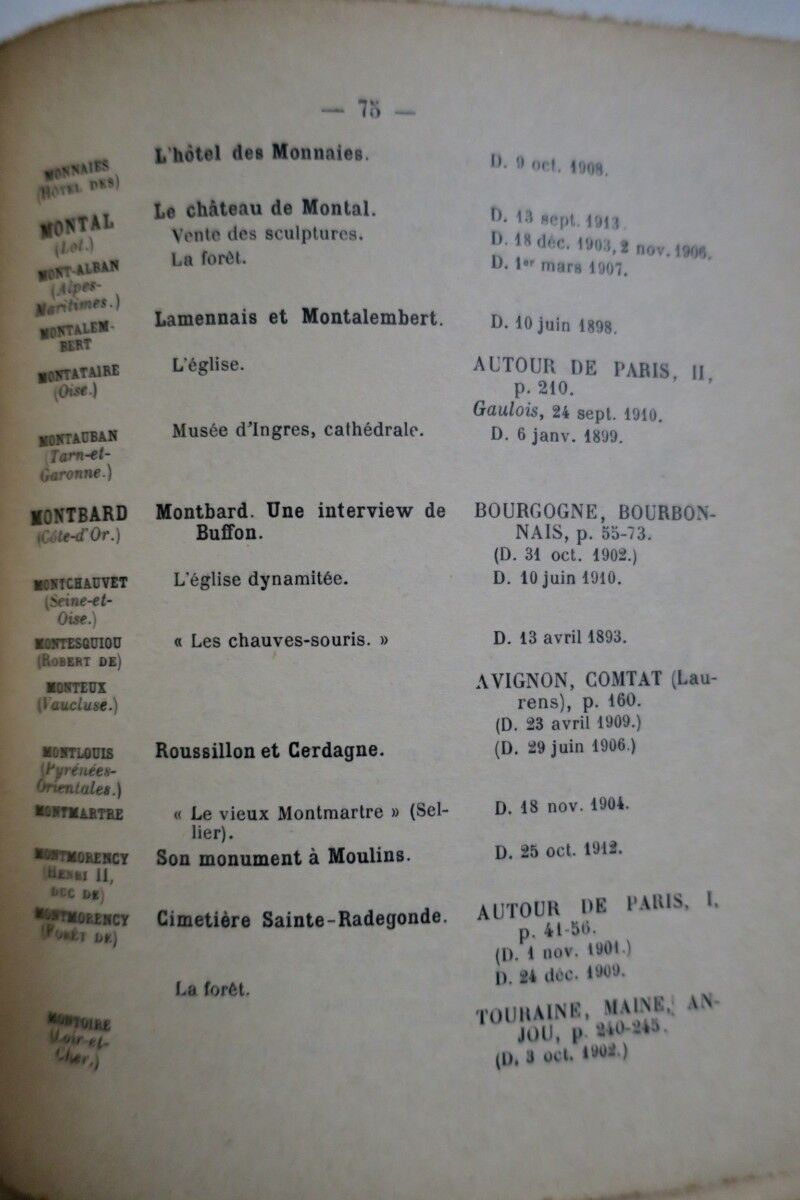 — 75 —
MONNAIES L'hôtel des Monnaies. D. 9 oct. 1908.
(HÔTEL DES)
MONTAL Le château de Montal. D. 13 sept. 1913
(Lot.) Vente des sculptures. D. 18 déc. 1903, 2 nov. 1906.
MONT-ALBAN La forêt. D. 1er mars 1907.
(Alpes-
Maritimes.)
MONTALEM- Lamennais et Montalembert. D. 10 juin 1898.
BERT
MONTATAIRE L'église. AUTOUR DE PARIS, II,
(Oise.) p. 210.
Gaulois, 24 sept. 1910.
MONTAUBAN Musée d'Ingres, cathédrale. D. 6 janv. 1899.
(Tarn-et-
Garonne.)
MONTBARD Montbard. Une interview de BOURGOGNE, BOURBON-
(Côte-d'Or.) Buffon. NAIS, p. 55-73.
(D. 31 oct. 1902.)
MONTCHAUVET L'église dynamitée. D. 10 juin 1910.
(Seine-et-
Oise.)
MONTESQUIOU « Les chauves-souris. » D. 13 avril 1893.
(ROBERT DE)
MONTEUX AVIGNON, COMTAT (Lau-
(Vaucluse.) rens), p. 160.
(D. 23 avril 1909.)
MONTLOUIS Roussillon et Cerdagne. (D. 29 juin 1906.)
(Pyrénées-
Orientales.)
MONTMARTRE « Le vieux Montmartre » (Sel- D. 18 nov. 1904.
lier).
MONTMORENCY Son monument à Moulins. D. 25 oct. 1912.
(HENRI II,
DUC DE)
MONTMORENCY Cimetière Sainte-Radegonde. AUTOUR DE PARIS, I,
(FORÊT DE) p. 41-56.
(D. 1 nov. 1901.)
La forêt. D. 24 déc. 1909.
MONTOIRE TOURAINE, MAINE, AN-
(Loir-et- JOU, p. 240-245.
Cher.) (D. 3 oct. 1902.)